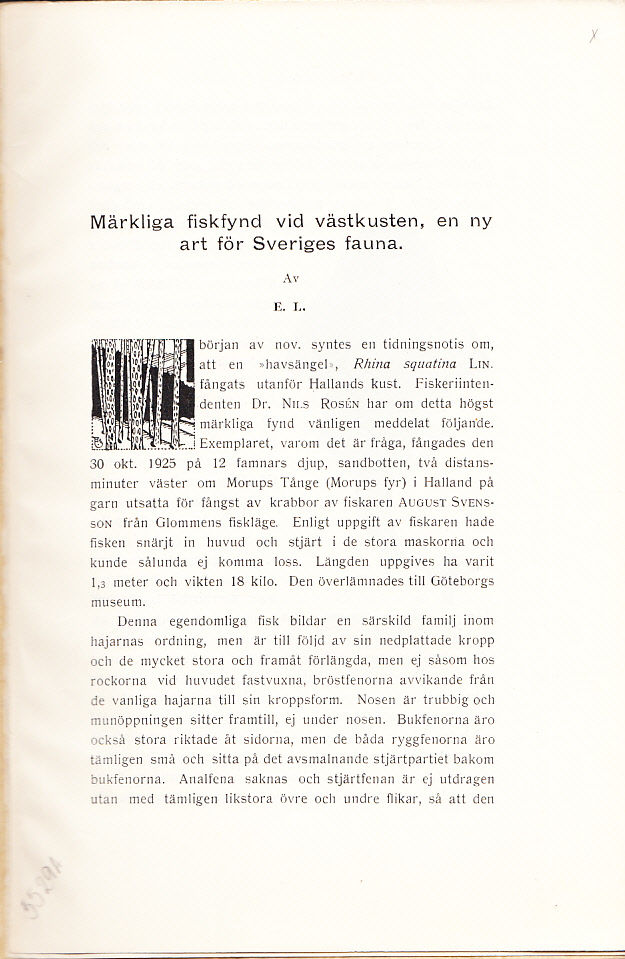 X
Märkliga fiskfynd vid västkusten, en ny
art för Sveriges fauna.
Av
E. L.
början av nov. syntes en tidningsnotis om,
att en »havsängel», Rhina squatina LIN.
fångats utanför Hallands kust. Fiskeriinten-
denten Dr. NILS ROSÉN har om detta högst
märkliga fynd vänligen meddelat följande.
Exemplaret, varom det är fråga, fångades den
30 okt. 1925 på 12 famnars djup, sandbotten, två distans-
minuter väster om Morups Tånge (Morups fyr) i Halland på
garn utsatta för fångst av krabbor av fiskaren AUGUST SVENS-
SON från Glommens fiskläge. Enligt uppgift av fiskaren hade
fisken snärjt in huvud och stjärt i de stora maskorna och
kunde sålunda ej komma loss. Längden uppgives ha varit
1,3 meter och vikten 18 kilo. Den överlämnades till Göteborgs
museum.
Denna egendomliga fisk bildar en särskild familj inom
hajarnas ordning, men är till följd av sin nedplattade kropp
och de mycket stora och framåt förlängda, men ej såsom hos
rockorna vid huvudet fastvuxna, bröstfenorna avvikande från
de vanliga hajarna till sin kroppsform. Nosen är trubbig och
munöppningen sitter framtill, ej under nosen. Bukfenorna äro
också stora riktade åt sidorna, men de båda ryggfenorna äro
tämligen små och sitta på det avsmalnande stjärtpartiet bakom
bukfenorna. Analfena saknas och stjärtfenan är ej utdragen
utan med tämligen likstora övre och undre flikar, så att den